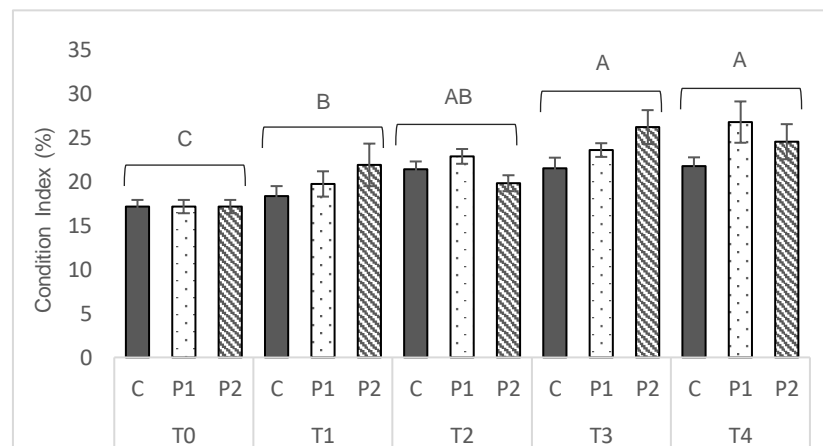 Condition Index (%)
35
30
25
20
15
10
5
0
C
B
AB
A
A
C P1 P2 C P1 P2 C P1 P2 C P1 P2 C P1 P2
T0 T1 T2 T3 T4